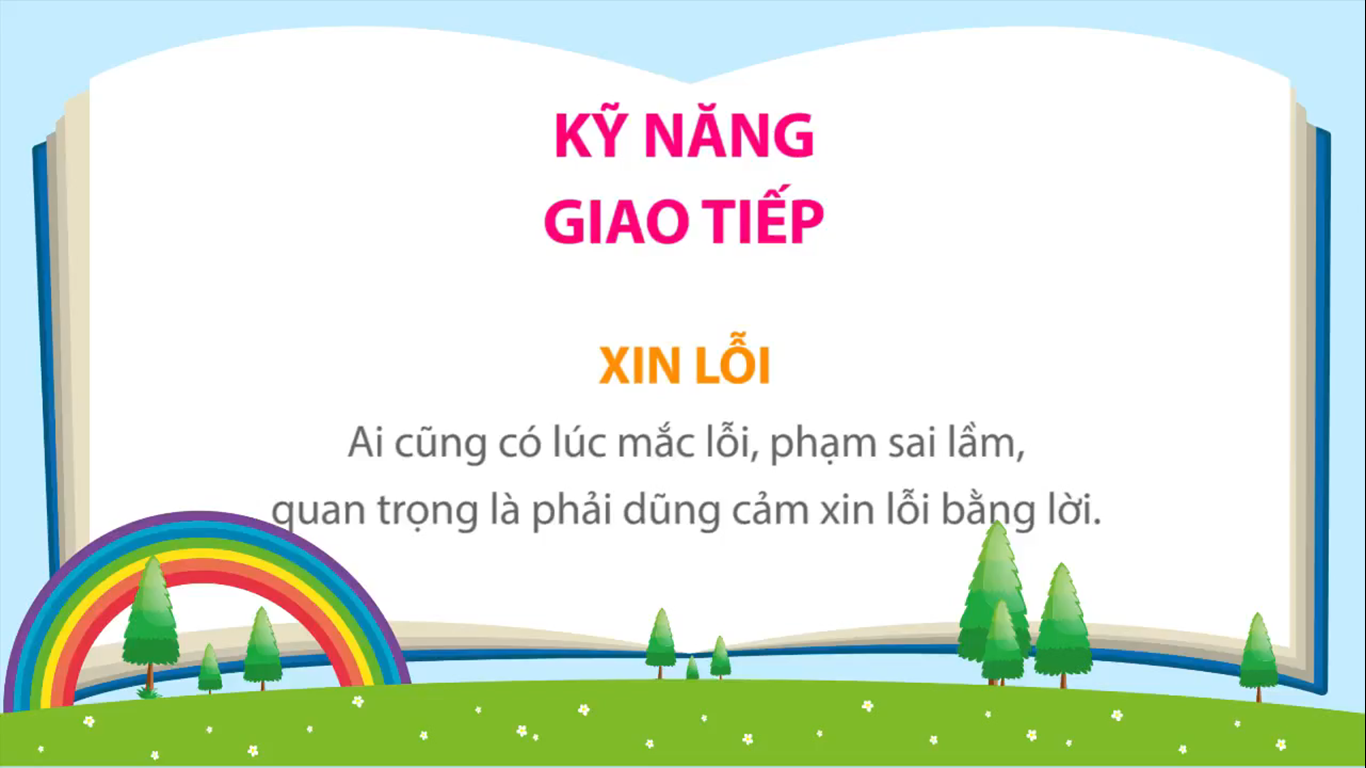 KỸ NĂNG
GIAO TIẾP
XIN LỖI
Ai cũng có lúc mắc lỗi, phạm sai lầm,
quan trọng là phải dũng cảm xin lỗi bằng lời.